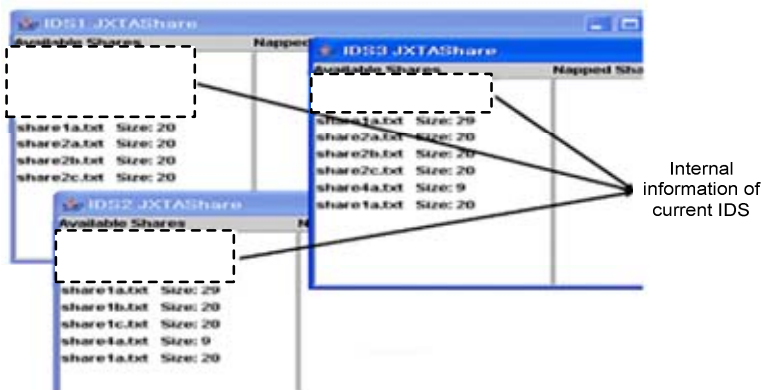 IDS1 JXTAShare
Available Shares
share1a.txt Size: 20
share2a.txt Size: 20
share2b.txt Size: 20
share2c.txt Size: 20
IDS3 JXTAShare
Available Shares Napped Sha
share1a.txt Size: 29
share2a.txt Size: 20
share2b.txt Size: 20
share2c.txt Size: 20
share4a.txt Size: 9
share1a.txt Size: 20
IDS2 JXTAShare
Available Shares
share1a.txt Size: 29
share1b.txt Size: 20
share1c.txt Size: 20
share4a.txt Size: 9
share1a.txt Size: 20
Internal
information of
current IDS